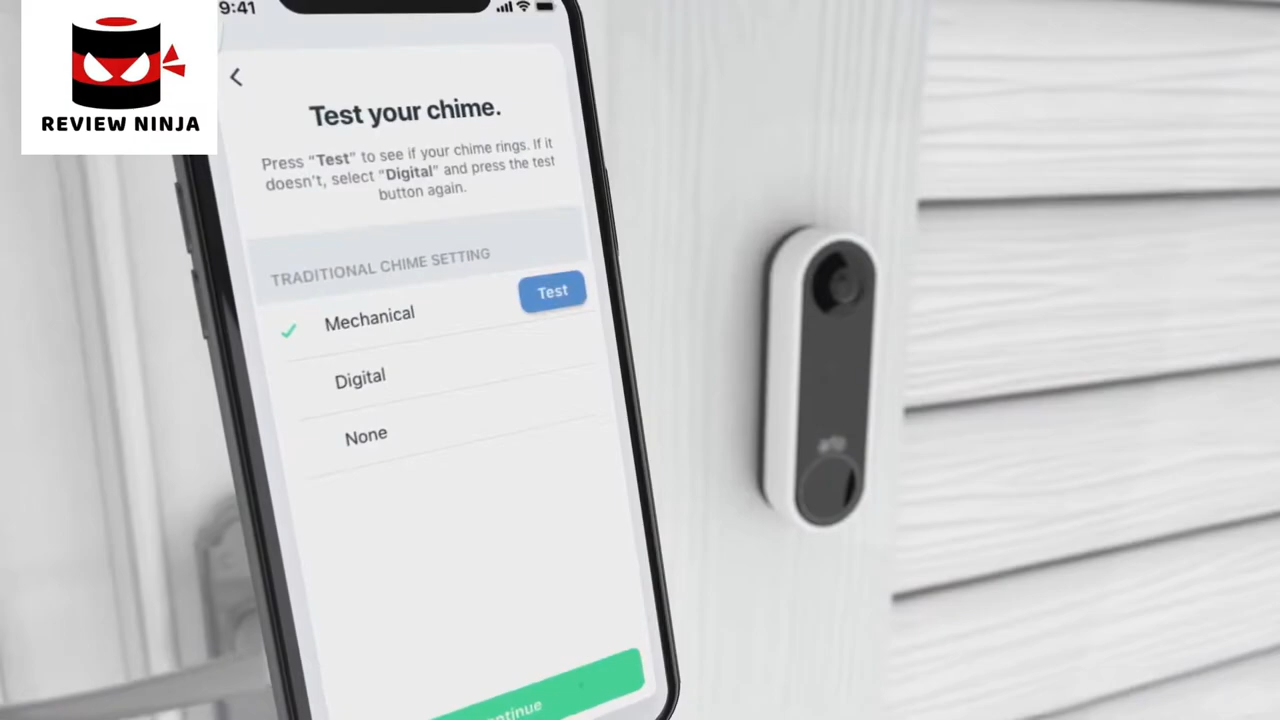 9:41
REVIEW NINJA
Test your chime.
Press “Test” to see if your chime rings. If it
doesn't, select “Digital” and press the test
button again.
TRADITIONAL CHIME SETTING
Mechanical
Test
Digital
None
arlo